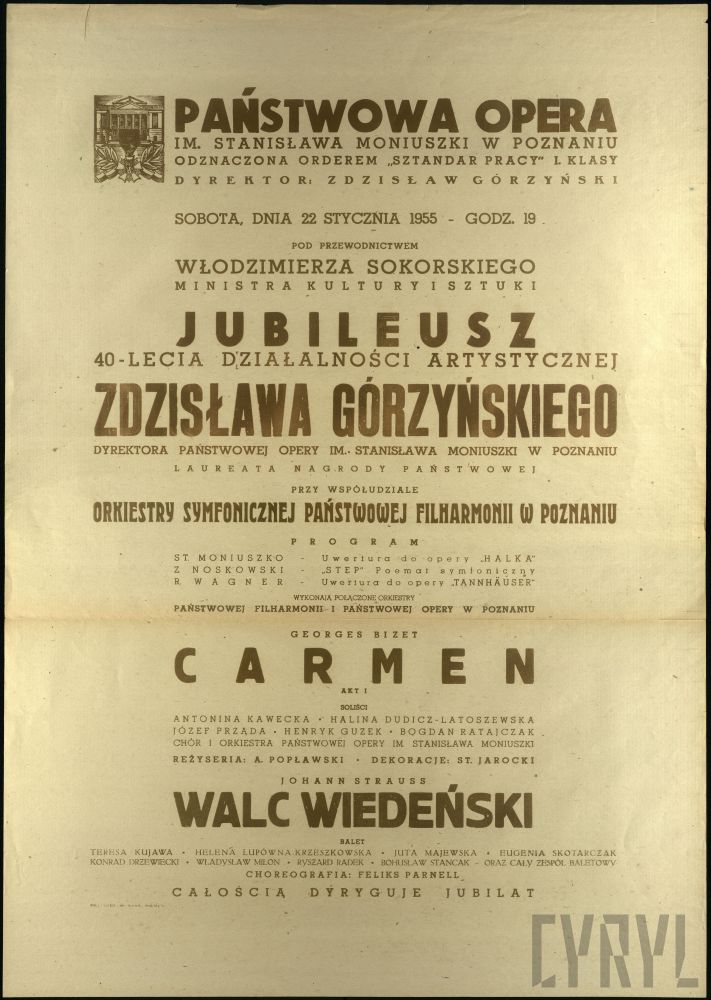 PAŃSTWOWA OPERA
IM. STANISŁAWA MONIUSZKI W POZNANIU
ODZNACZONA ORDEREM „SZTANDAR PRACY" I. KLASY
DYREKTOR: ZDZISŁAW GÓRZYŃSKI
SOBOTA, DNIA 22 STYCZNIA 1955 - GODZ. 19
POD PRZEWODNICTWEM
WŁODZIMIERZA SOKORSKIEGO
MINISTRA KULTURY I SZTUKI
JUBILEUSZ
40-LECIA DZIAŁALNOŚCI ARTYSTYCZNEJ
ZDZISŁAWA GÓRZYŃSKIEGO
DYREKTORA PAŃSTWOWEJ OPERY IM. STANISŁAWA MONIUSZKI W POZNANIU
LAUREATA NAGRODY PAŃSTWOWEJ
PRZY WSPÓŁUDZIALE
ORKIESTRY SYMFONICZNEJ PAŃSTWOWEJ FILHARMONII W POZNANIU
PROGRAM
ST. MONIUSZKO - Uwertura do opery „HALKA"
Z NOSKOWSKI - „STEP" Poemat symfoniczny
R. WAGNER - Uwertura do opery „TANNHÄUSER"
WYKONAJĄ POŁĄCZONE ORKIESTRY
PAŃSTWOWEJ FILHARMONII I PAŃSTWOWEJ OPERY W POZNANIU
GEORGES BIZET
CARMEN
AKT I
SOLIŚCI
ANTONINA KAWECKA • HALINA DUDICZ-LATOSZEWSKA
JÓZEF PRZĄDA • HENRYK GUZEK • BOGDAN RATAJCZAK
CHÓR I ORKIESTRA PAŃSTWOWEJ OPERY IM STANISŁAWA MONIUSZKI
REŻYSERIA: A. POPŁAWSKI • DEKORACJE: ST. JAROCKI
JOHANN STRAUSS
WALC WIEDEŃSKI
BALET
TERESA KUJAWA • HELENA ŁUPÓWNA-KRZESZKOWSKA • JUTA MAJEWSKA • EUGENIA SKOTARCZAK
KONRAD DRZEWIECKI • WŁADYSŁAW MILON • RYSZARD RADEK • BOHUSŁAW STANCAK - ORAZ CAŁY ZESPÓŁ BALETOWY
CHOREOGRAFIA: FELIKS PARNELL
CAŁOŚCIĄ DYRYGUJE JUBILAT
CYRYL